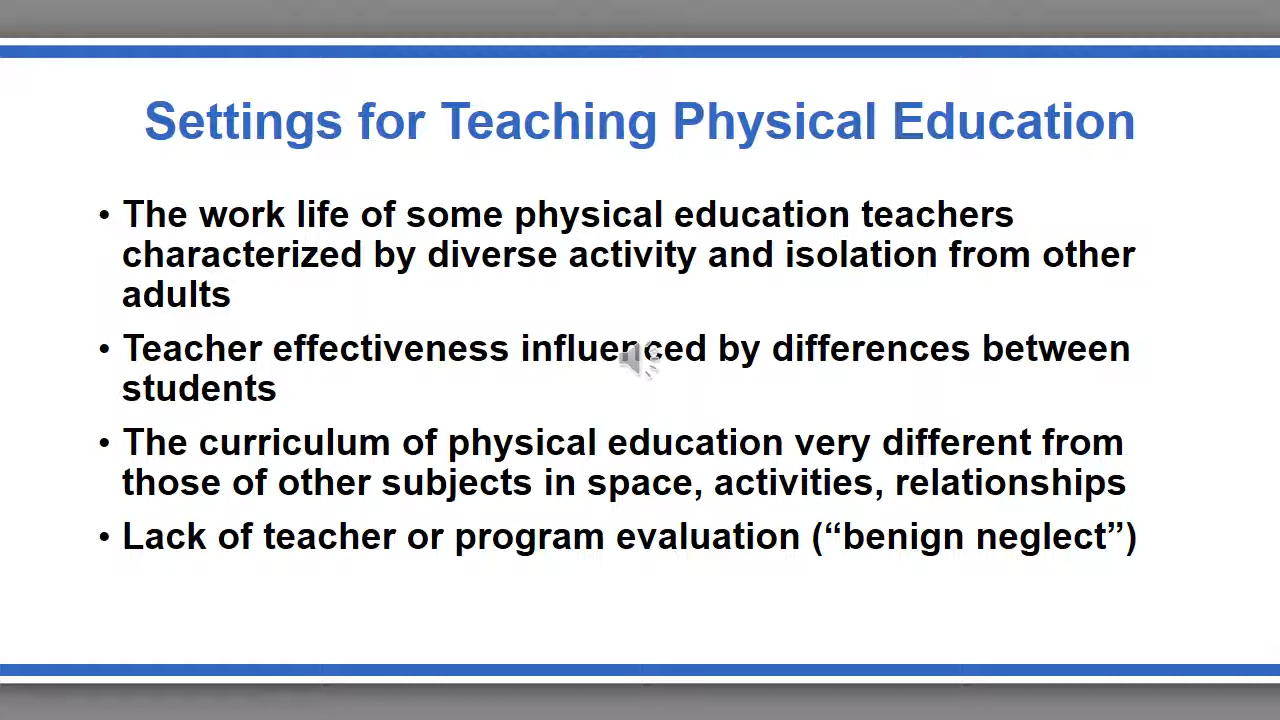 Settings for Teaching Physical Education
• The work life of some physical education teachers
characterized by diverse activity and isolation from other
adults
• Teacher effectiveness influenced by differences between
students
• The curriculum of physical education very different from
those of other subjects in space, activities, relationships
• Lack of teacher or program evaluation (“benign neglect”)